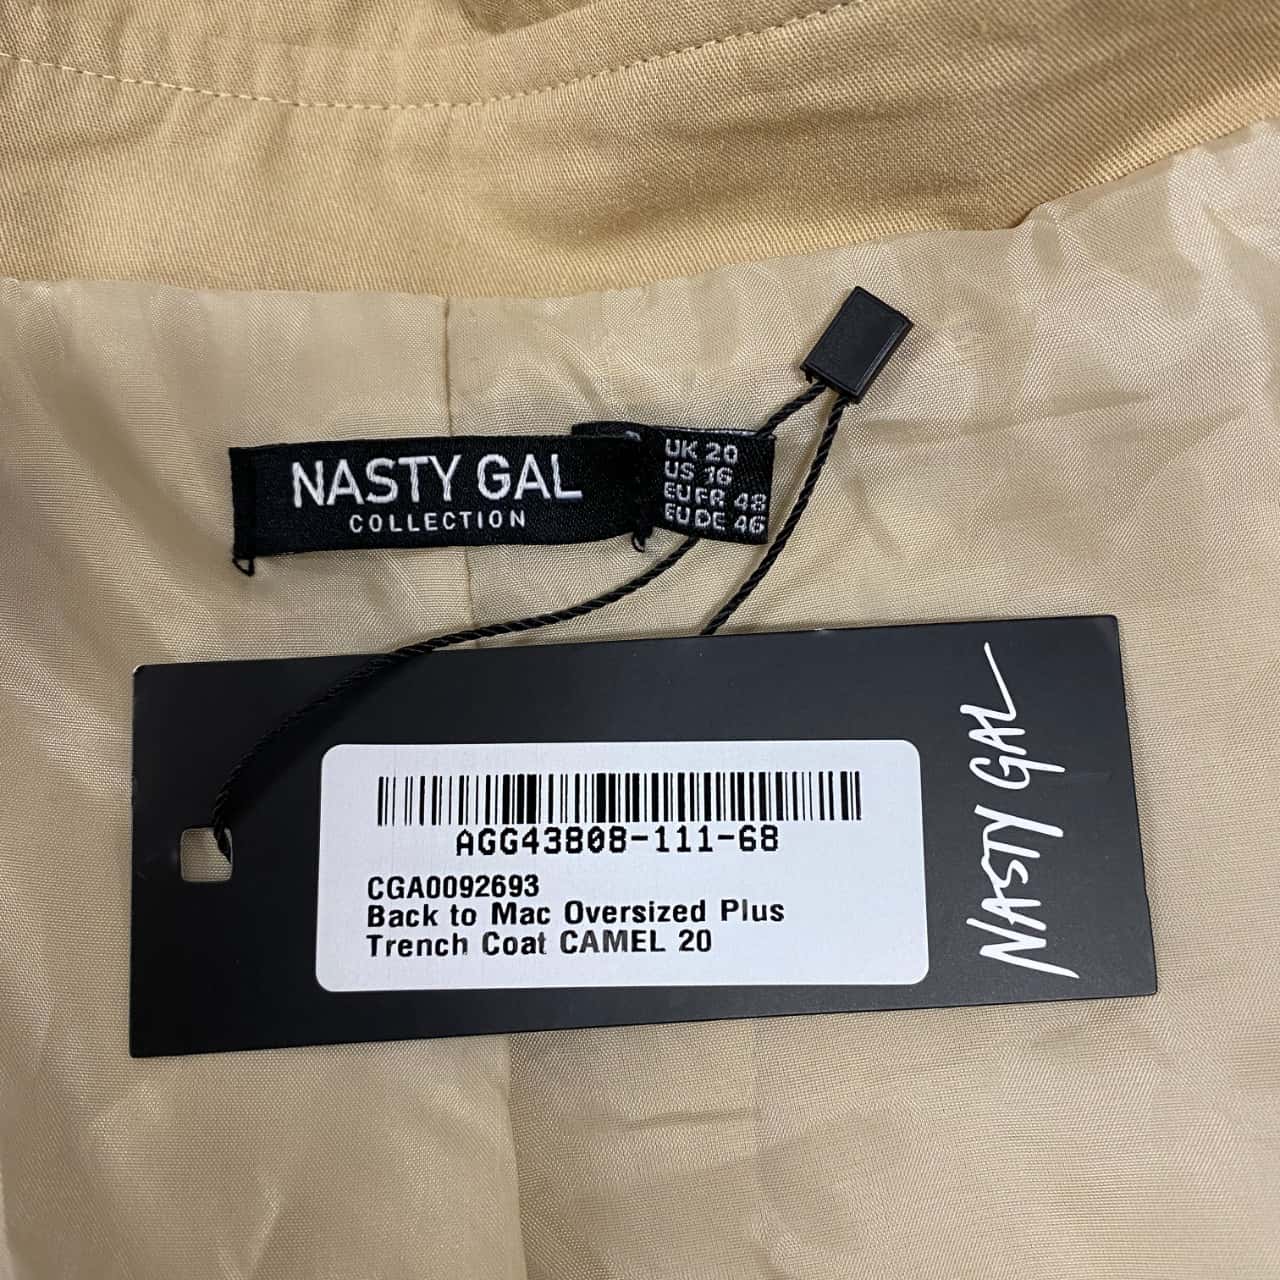 NASTY GAL
COLLECTION
UK 20
US 16
EU FR 48
EU DE 46
AGG43808-111-68
CGA0092693
Back to Mac Oversized Plus
Trench Coat CAMEL 20
NASTY GAL